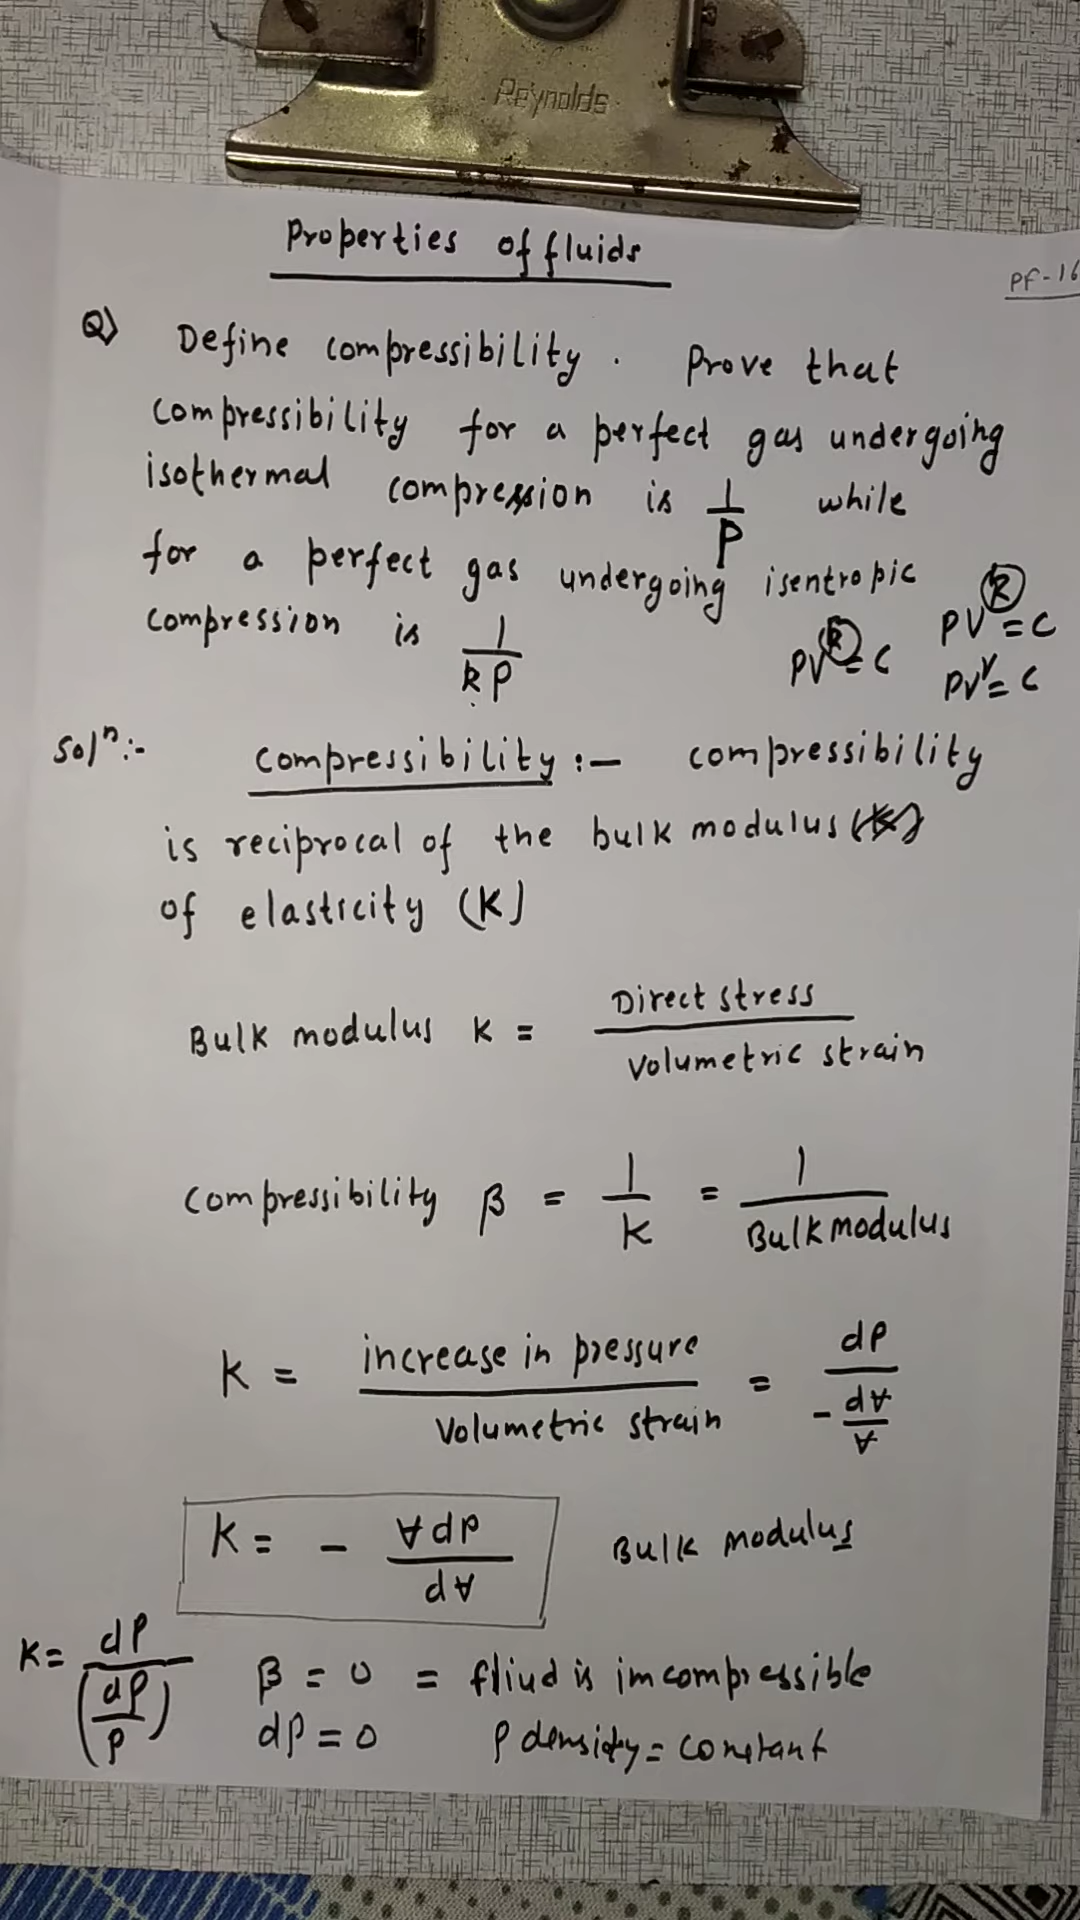 Reynolds
Properties of fluids
PF-16
Q) Define compressibility. Prove that
compressibility for a perfect gas undergoing
isothermal compression is 1/P while
for a perfect gas undergoing isentropic
compression is 1/kP
PV^k=C
PV^k=C
PV^γ=C
Solⁿ:- compressibility :- compressibility
is reciprocal of the bulk modulus
of elasticity (K)
Bulk modulus K = Direct stress / Volumetric strain
compressibility β = 1/K = 1/Bulk modulus
K = increase in pressure / Volumetric strain = dP / (-d∀/∀)
K = - ∀dP/d∀ Bulk modulus
K = dP/(dρ/ρ)
β = 0 = fliud is imcompressible
dρ = 0 ρ density = constant